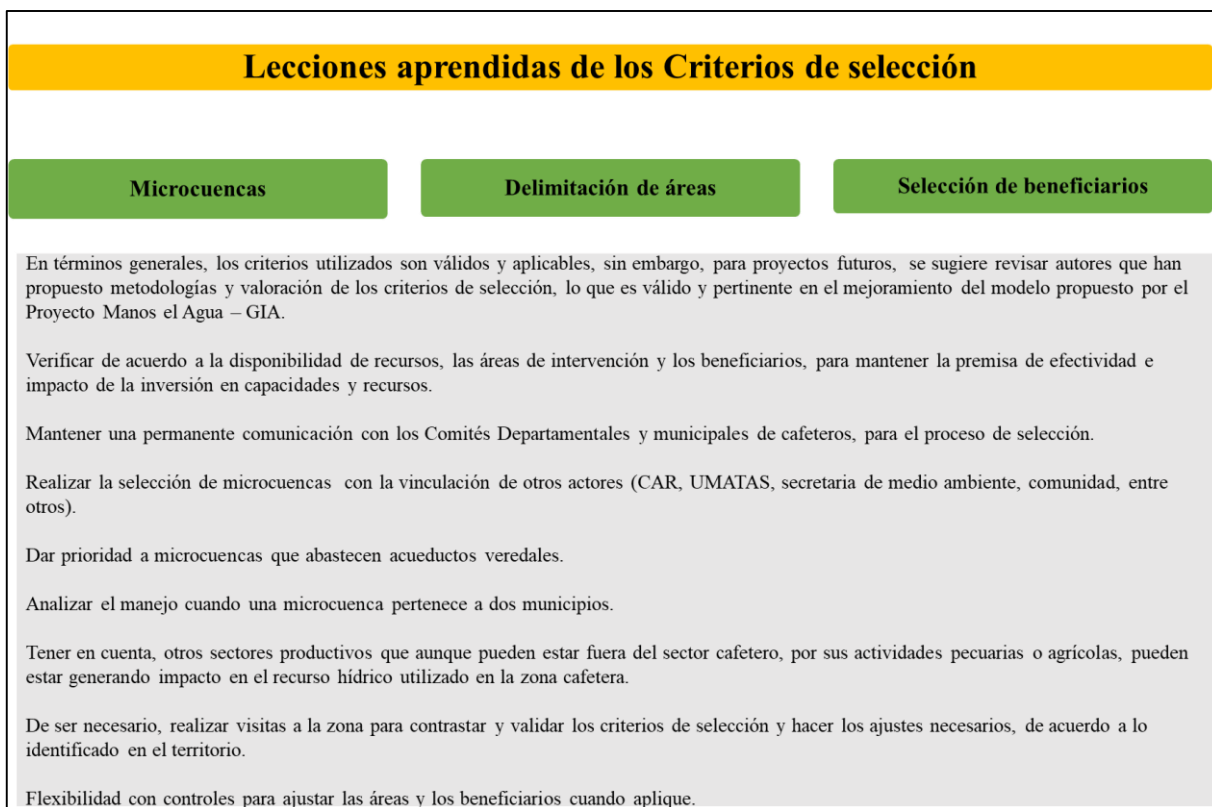 Lecciones aprendidas de los Criterios de selección
Microcuencas
Delimitación de áreas
Selección de beneficiarios
En términos generales, los criterios utilizados son válidos y aplicables, sin embargo, para proyectos futuros, se sugiere revisar autores que han
propuesto metodologías y valoración de los criterios de selección, lo que es válido y pertinente en el mejoramiento del modelo propuesto por el
Proyecto Manos el Agua – GIA.
Verificar de acuerdo a la disponibilidad de recursos, las áreas de intervención y los beneficiarios, para mantener la premisa de efectividad e
impacto de la inversión en capacidades y recursos.
Mantener una permanente comunicación con los Comités Departamentales y municipales de cafeteros, para el proceso de selección.
Realizar la selección de microcuencas con la vinculación de otros actores (CAR, UMATAS, secretaria de medio ambiente, comunidad, entre
otros).
Dar prioridad a microcuencas que abastecen acueductos veredales.
Analizar el manejo cuando una microcuenca pertenece a dos municipios.
Tener en cuenta, otros sectores productivos que aunque pueden estar fuera del sector cafetero, por sus actividades pecuarias o agrícolas, pueden
estar generando impacto en el recurso hídrico utilizado en la zona cafetera.
De ser necesario, realizar visitas a la zona para contrastar y validar los criterios de selección y hacer los ajustes necesarios, de acuerdo a lo
identificado en el territorio.
Flexibilidad con controles para ajustar las áreas y los beneficiarios cuando aplique.